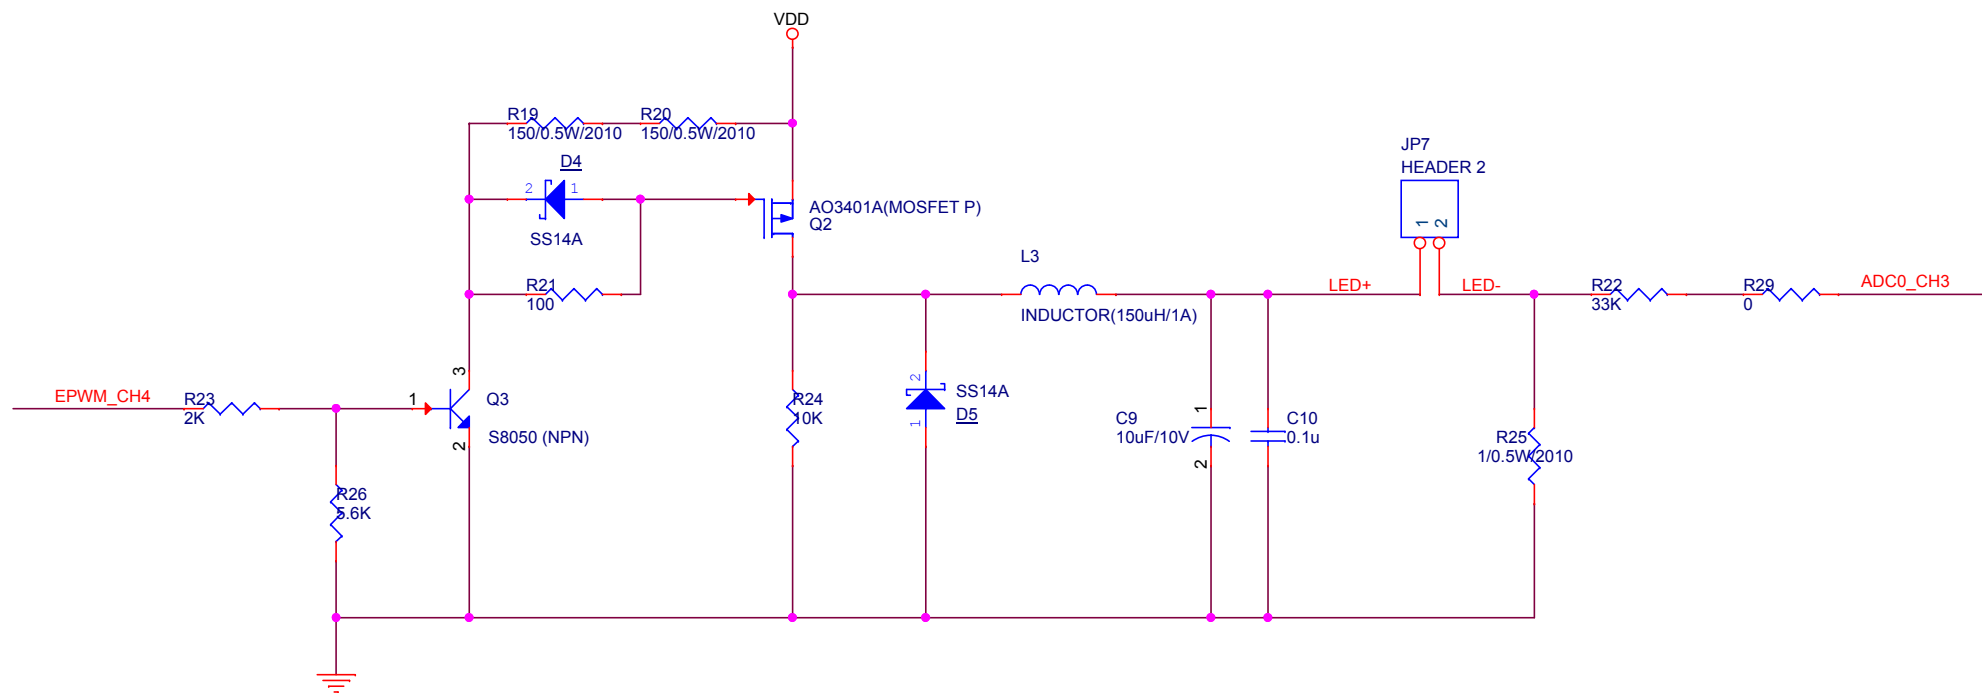 VDD
R19
150/0.5W/2010
R20
150/0.5W/2010
D4
2
1
SS14A
AO3401A(MOSFET P)
Q2
R21
100
L3
INDUCTOR(150uH/1A)
JP7
HEADER 2
1
2
LED+
LED-
R22
33K
R29
0
ADC0_CH3
EPWM_CH4
R23
2K
1
3
2
Q3
S8050 (NPN)
R24
10K
2
1
SS14A
D5
C9
10uF/10V
1
2
C10
0.1u
R25
1/0.5W/2010
R26
5.6K